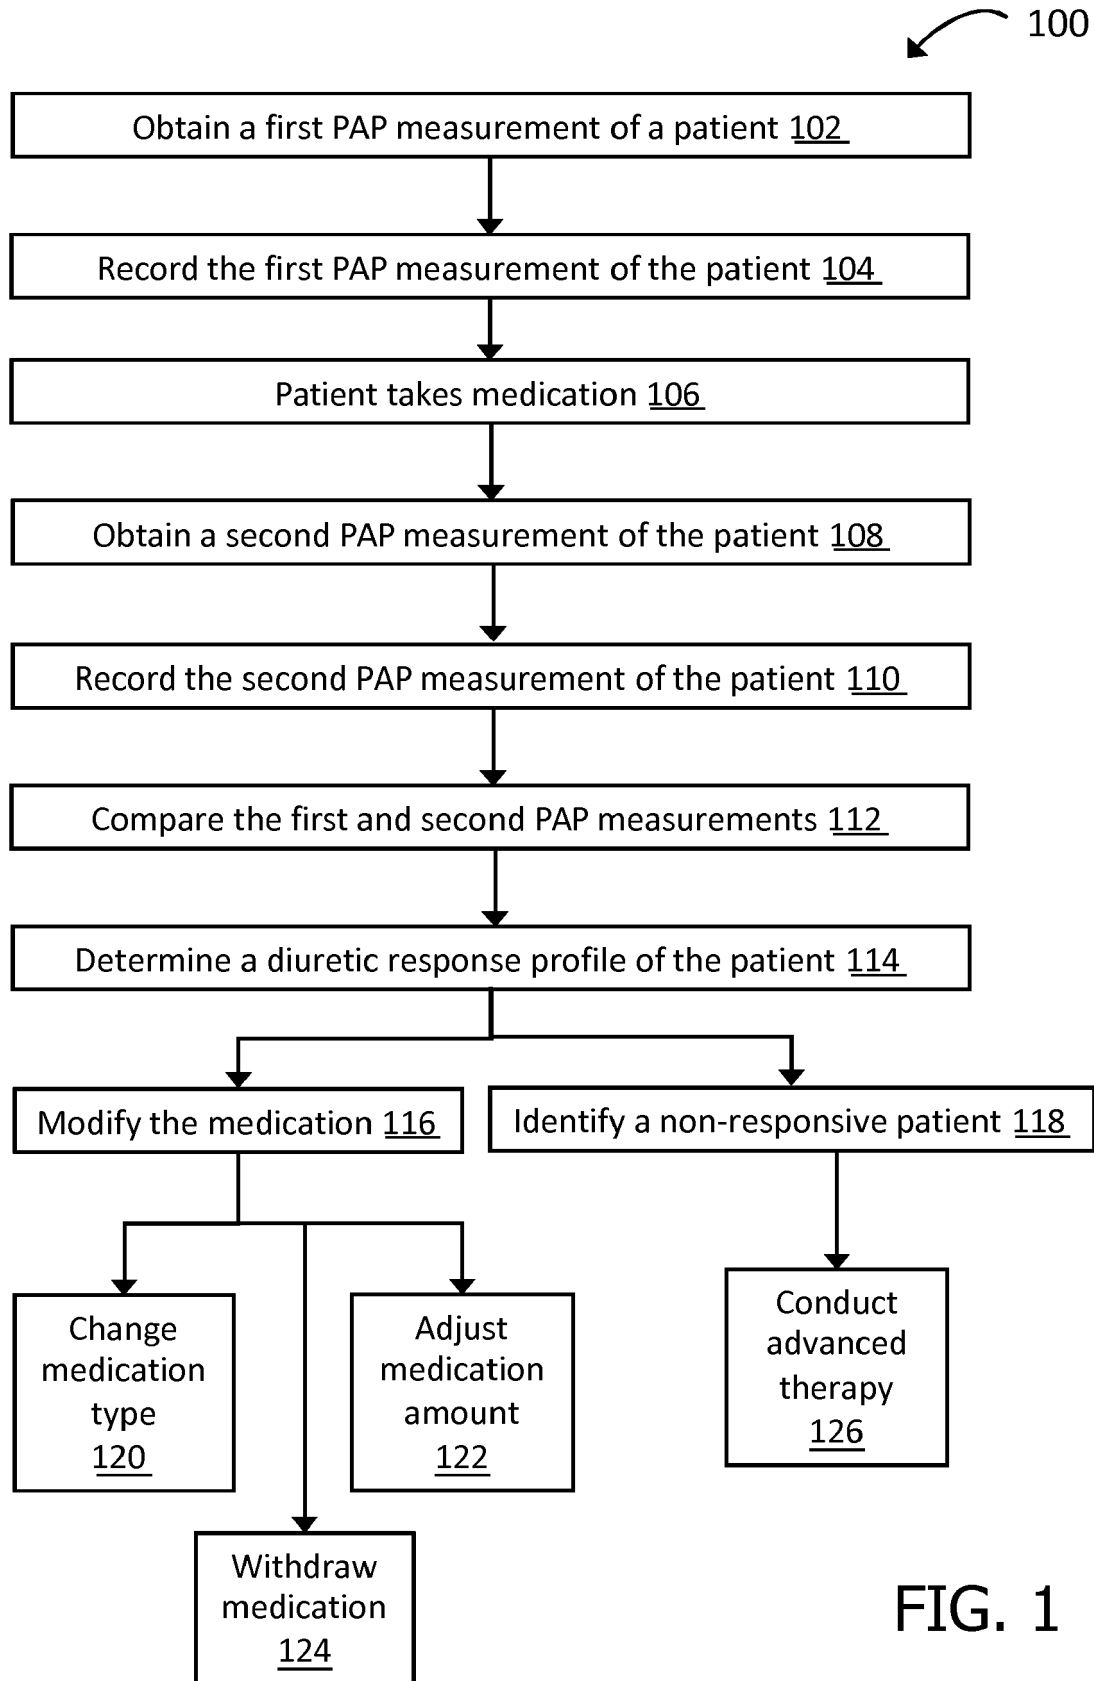 100
Obtain a first PAP measurement of a patient 102
Record the first PAP measurement of the patient 104
Patient takes medication 106
Obtain a second PAP measurement of the patient 108
Record the second PAP measurement of the patient 110
Compare the first and second PAP measurements 112
Determine a diuretic response profile of the patient 114
Modify the medication 116
Identify a non-responsive patient 118
Change
medication
type
120
Adjust
medication
amount
122
Conduct
advanced
therapy
126
Withdraw
medication
124
FIG. 1